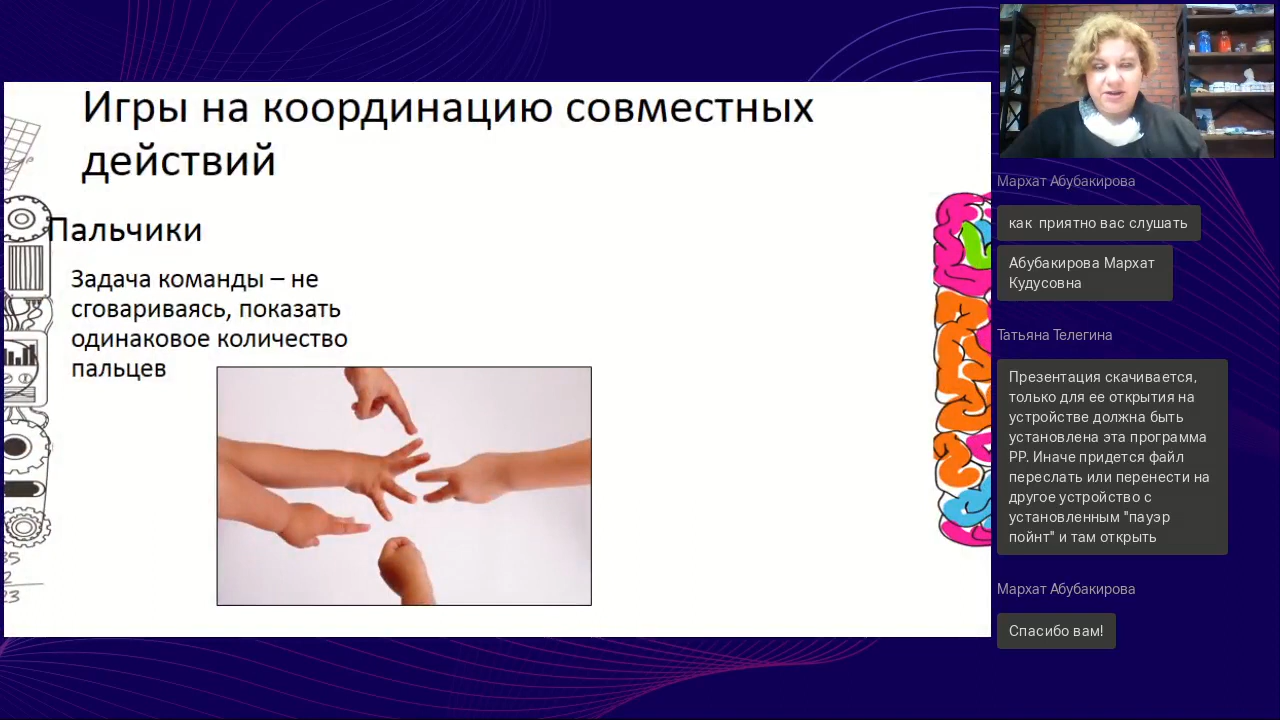 Игры на координацию совместных
действий
Пальчики
Задача команды – не
сговариваясь, показать
одинаковое количество
пальцев
Мархат Абубакирова
как приятно вас слушать
Абубакирова Мархат
Кудусовна
Татьяна Телегина
Презентация скачивается,
только для ее открытия на
устройстве должна быть
установлена эта программа
РР. Иначе придется файл
переслать или перенести на
другое устройство с
установленным "пауэр
пойнт" и там открыть
Мархат Абубакирова
Спасибо вам!